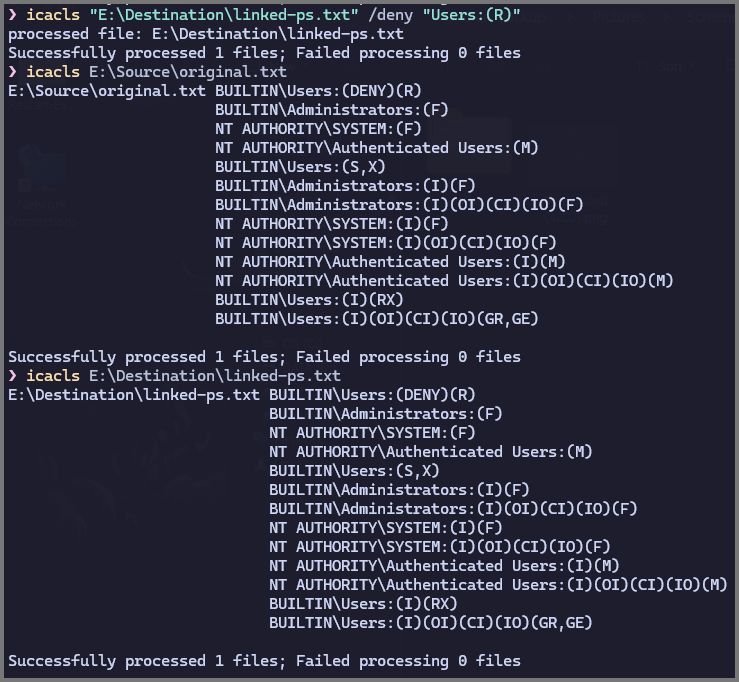 ❯ icacls "E:\Destination\linked-ps.txt" /deny "Users:(R)"
processed file: E:\Destination\linked-ps.txt
Successfully processed 1 files; Failed processing 0 files
❯ icacls E:\Source\original.txt
E:\Source\original.txt BUILTIN\Users:(DENY)(R)
BUILTIN\Administrators:(F)
NT AUTHORITY\SYSTEM:(F)
NT AUTHORITY\Authenticated Users:(M)
BUILTIN\Users:(S,X)
BUILTIN\Administrators:(I)(F)
BUILTIN\Administrators:(I)(OI)(CI)(IO)(F)
NT AUTHORITY\SYSTEM:(I)(F)
NT AUTHORITY\SYSTEM:(I)(OI)(CI)(IO)(F)
NT AUTHORITY\Authenticated Users:(I)(M)
NT AUTHORITY\Authenticated Users:(I)(OI)(CI)(IO)(M)
BUILTIN\Users:(I)(RX)
BUILTIN\Users:(I)(OI)(CI)(IO)(GR,GE)
Successfully processed 1 files; Failed processing 0 files
❯ icacls E:\Destination\linked-ps.txt
E:\Destination\linked-ps.txt BUILTIN\Users:(DENY)(R)
BUILTIN\Administrators:(F)
NT AUTHORITY\SYSTEM:(F)
NT AUTHORITY\Authenticated Users:(M)
BUILTIN\Users:(S,X)
BUILTIN\Administrators:(I)(F)
BUILTIN\Administrators:(I)(OI)(CI)(IO)(F)
NT AUTHORITY\SYSTEM:(I)(F)
NT AUTHORITY\SYSTEM:(I)(OI)(CI)(IO)(F)
NT AUTHORITY\Authenticated Users:(I)(M)
NT AUTHORITY\Authenticated Users:(I)(OI)(CI)(IO)(M)
BUILTIN\Users:(I)(RX)
BUILTIN\Users:(I)(OI)(CI)(IO)(GR,GE)
Successfully processed 1 files; Failed processing 0 files